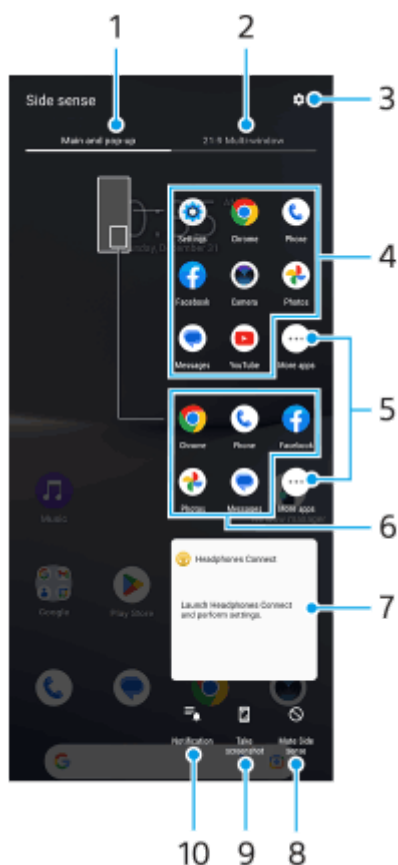 1
2
Side sense
3
Main and pop-up
21:9 Multi-window
Settings
Chrome
Phone
4
Facebook
Camera
Photos
Messages
YouTube
More apps
5
Chrome
Phone
Facebook
Photos
Messages
More apps
6
Music
Headphones Connect
Google
Play Store
Launch Headphones Connect
and perform settings.
7
Notification
Take
screenshot
Mute Side
sense
10
9
8